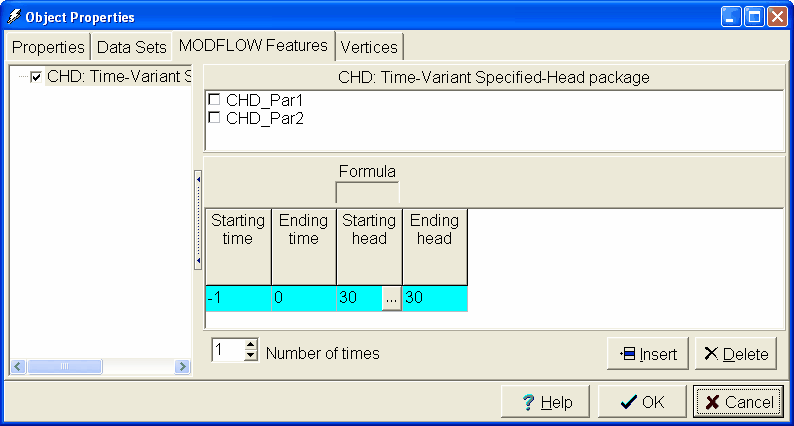 Object Properties
Properties Data Sets MODFLOW Features Vertices
CHD: Time-Variant S
CHD: Time-Variant Specified-Head package
CHD_Par1
CHD_Par2
Formula
Starting time Ending time Starting head Ending head
-1 0 30 ... 30
1 Number of times Insert Delete
? Help OK Cancel